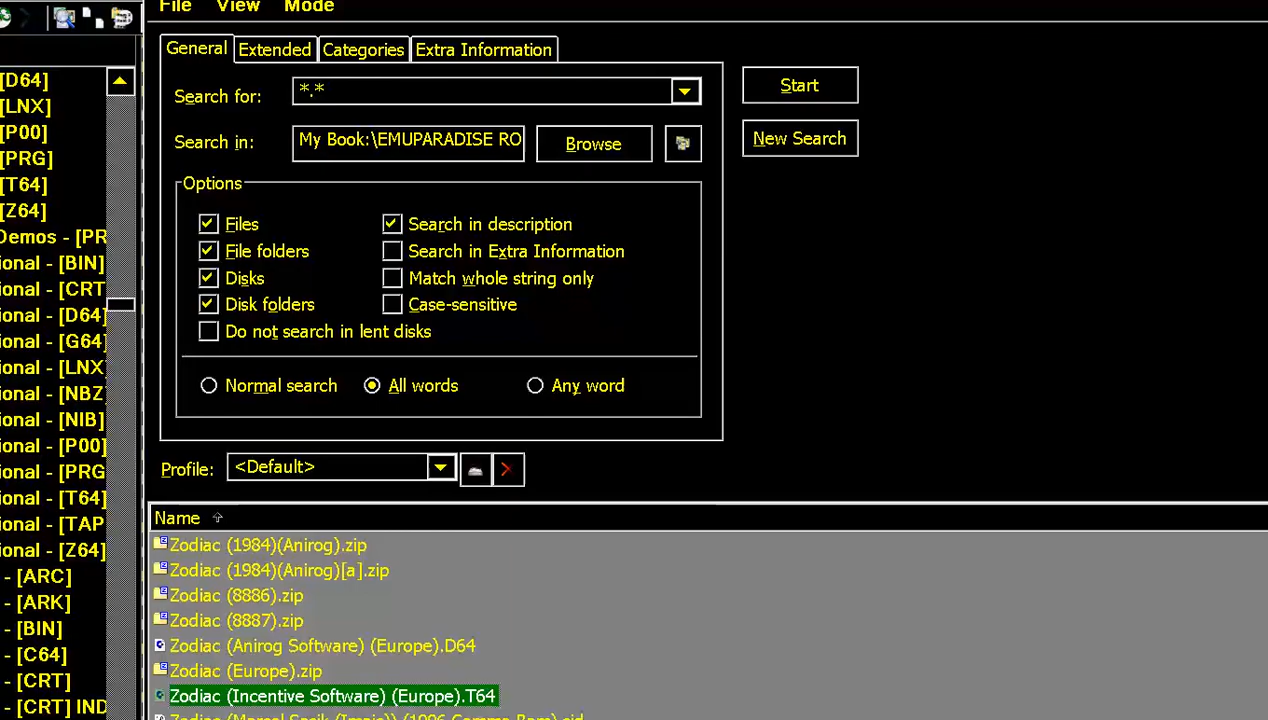 File View Mode
General Extended Categories Extra Information
Search for: *.* Start
Search in: My Book:\EMUPARADISE RO Browse New Search
Options
Files Search in description
File folders Search in Extra Information
Disks Match whole string only
Disk folders Case-sensitive
Do not search in lent disks
Normal search All words Any word
Profile: <Default>
Name
Zodiac (1984)(Anirog).zip
Zodiac (1984)(Anirog)[a].zip
Zodiac (8886).zip
Zodiac (8887).zip
Zodiac (Anirog Software) (Europe).D64
Zodiac (Europe).zip
Zodiac (Incentive Software) (Europe).T64
[D64]
[LNX]
[P00]
[PRG]
[T64]
[Z64]
Demos - [PR
ional - [BIN]
ional - [CRT
ional - [D64]
ional - [G64]
ional - [LNX]
ional - [NBZ]
ional - [NIB]
ional - [P00]
ional - [PRG
ional - [T64]
ional - [TAP
ional - [Z64]
- [ARC]
- [ARK]
- [BIN]
- [C64]
- [CRT]
- [CRT] IND